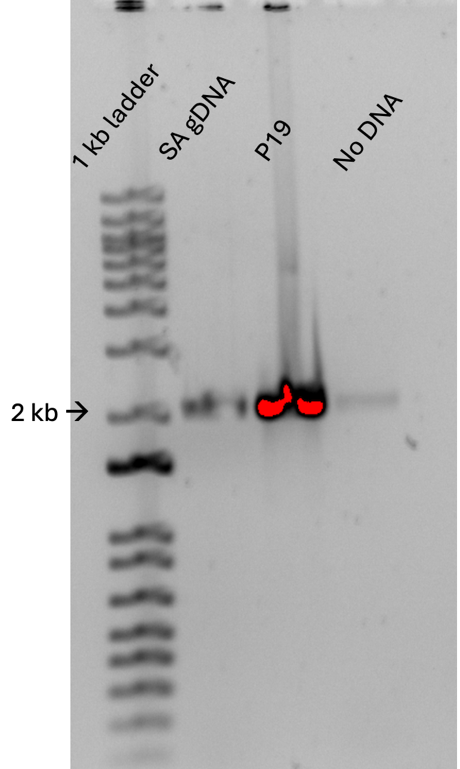 1 kb ladder
SA gDNA
P19
No DNA
2 kb →